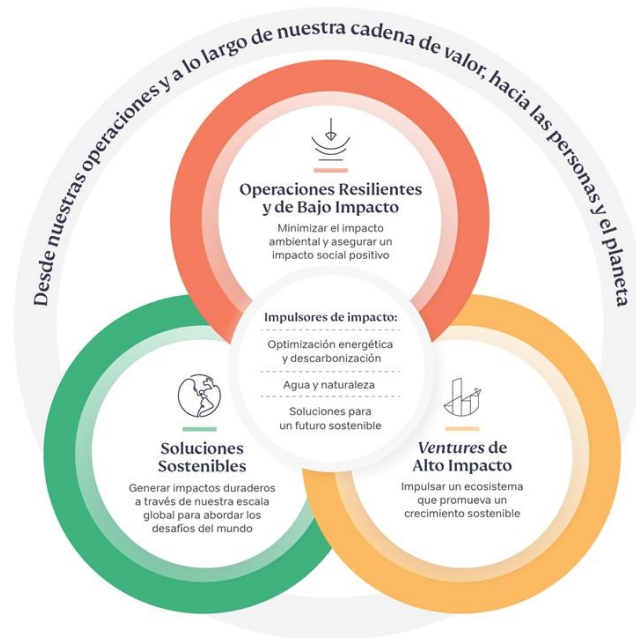 Desde nuestras operaciones y a lo largo de nuestra cadena de valor, hacia las personas y el planeta
Operaciones Resilientes
y de Bajo Impacto
Minimizar el impacto
ambiental y asegurar un
impacto social positivo
Impulsores de impacto:
Optimización energética
y descarbonización
Agua y naturaleza
Soluciones para
un futuro sostenible
Soluciones
Sostenibles
Generar impactos duraderos
a través de nuestra escala
global para abordar los
desafíos del mundo
Ventures de
Alto Impacto
Impulsar un ecosistema
que promueva un
crecimiento sostenible